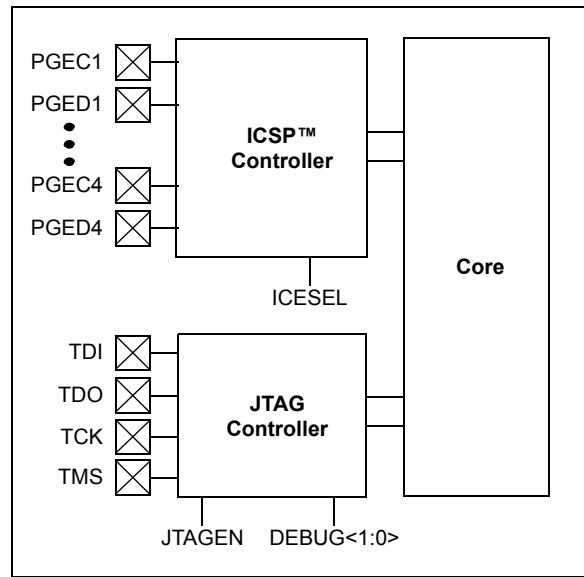 PGEC1
PGED1
PGEC4
PGED4
ICSP™
Controller
ICESEL
Core
TDI
TDO
TCK
TMS
JTAG
Controller
JTAGEN
DEBUG<1:0>